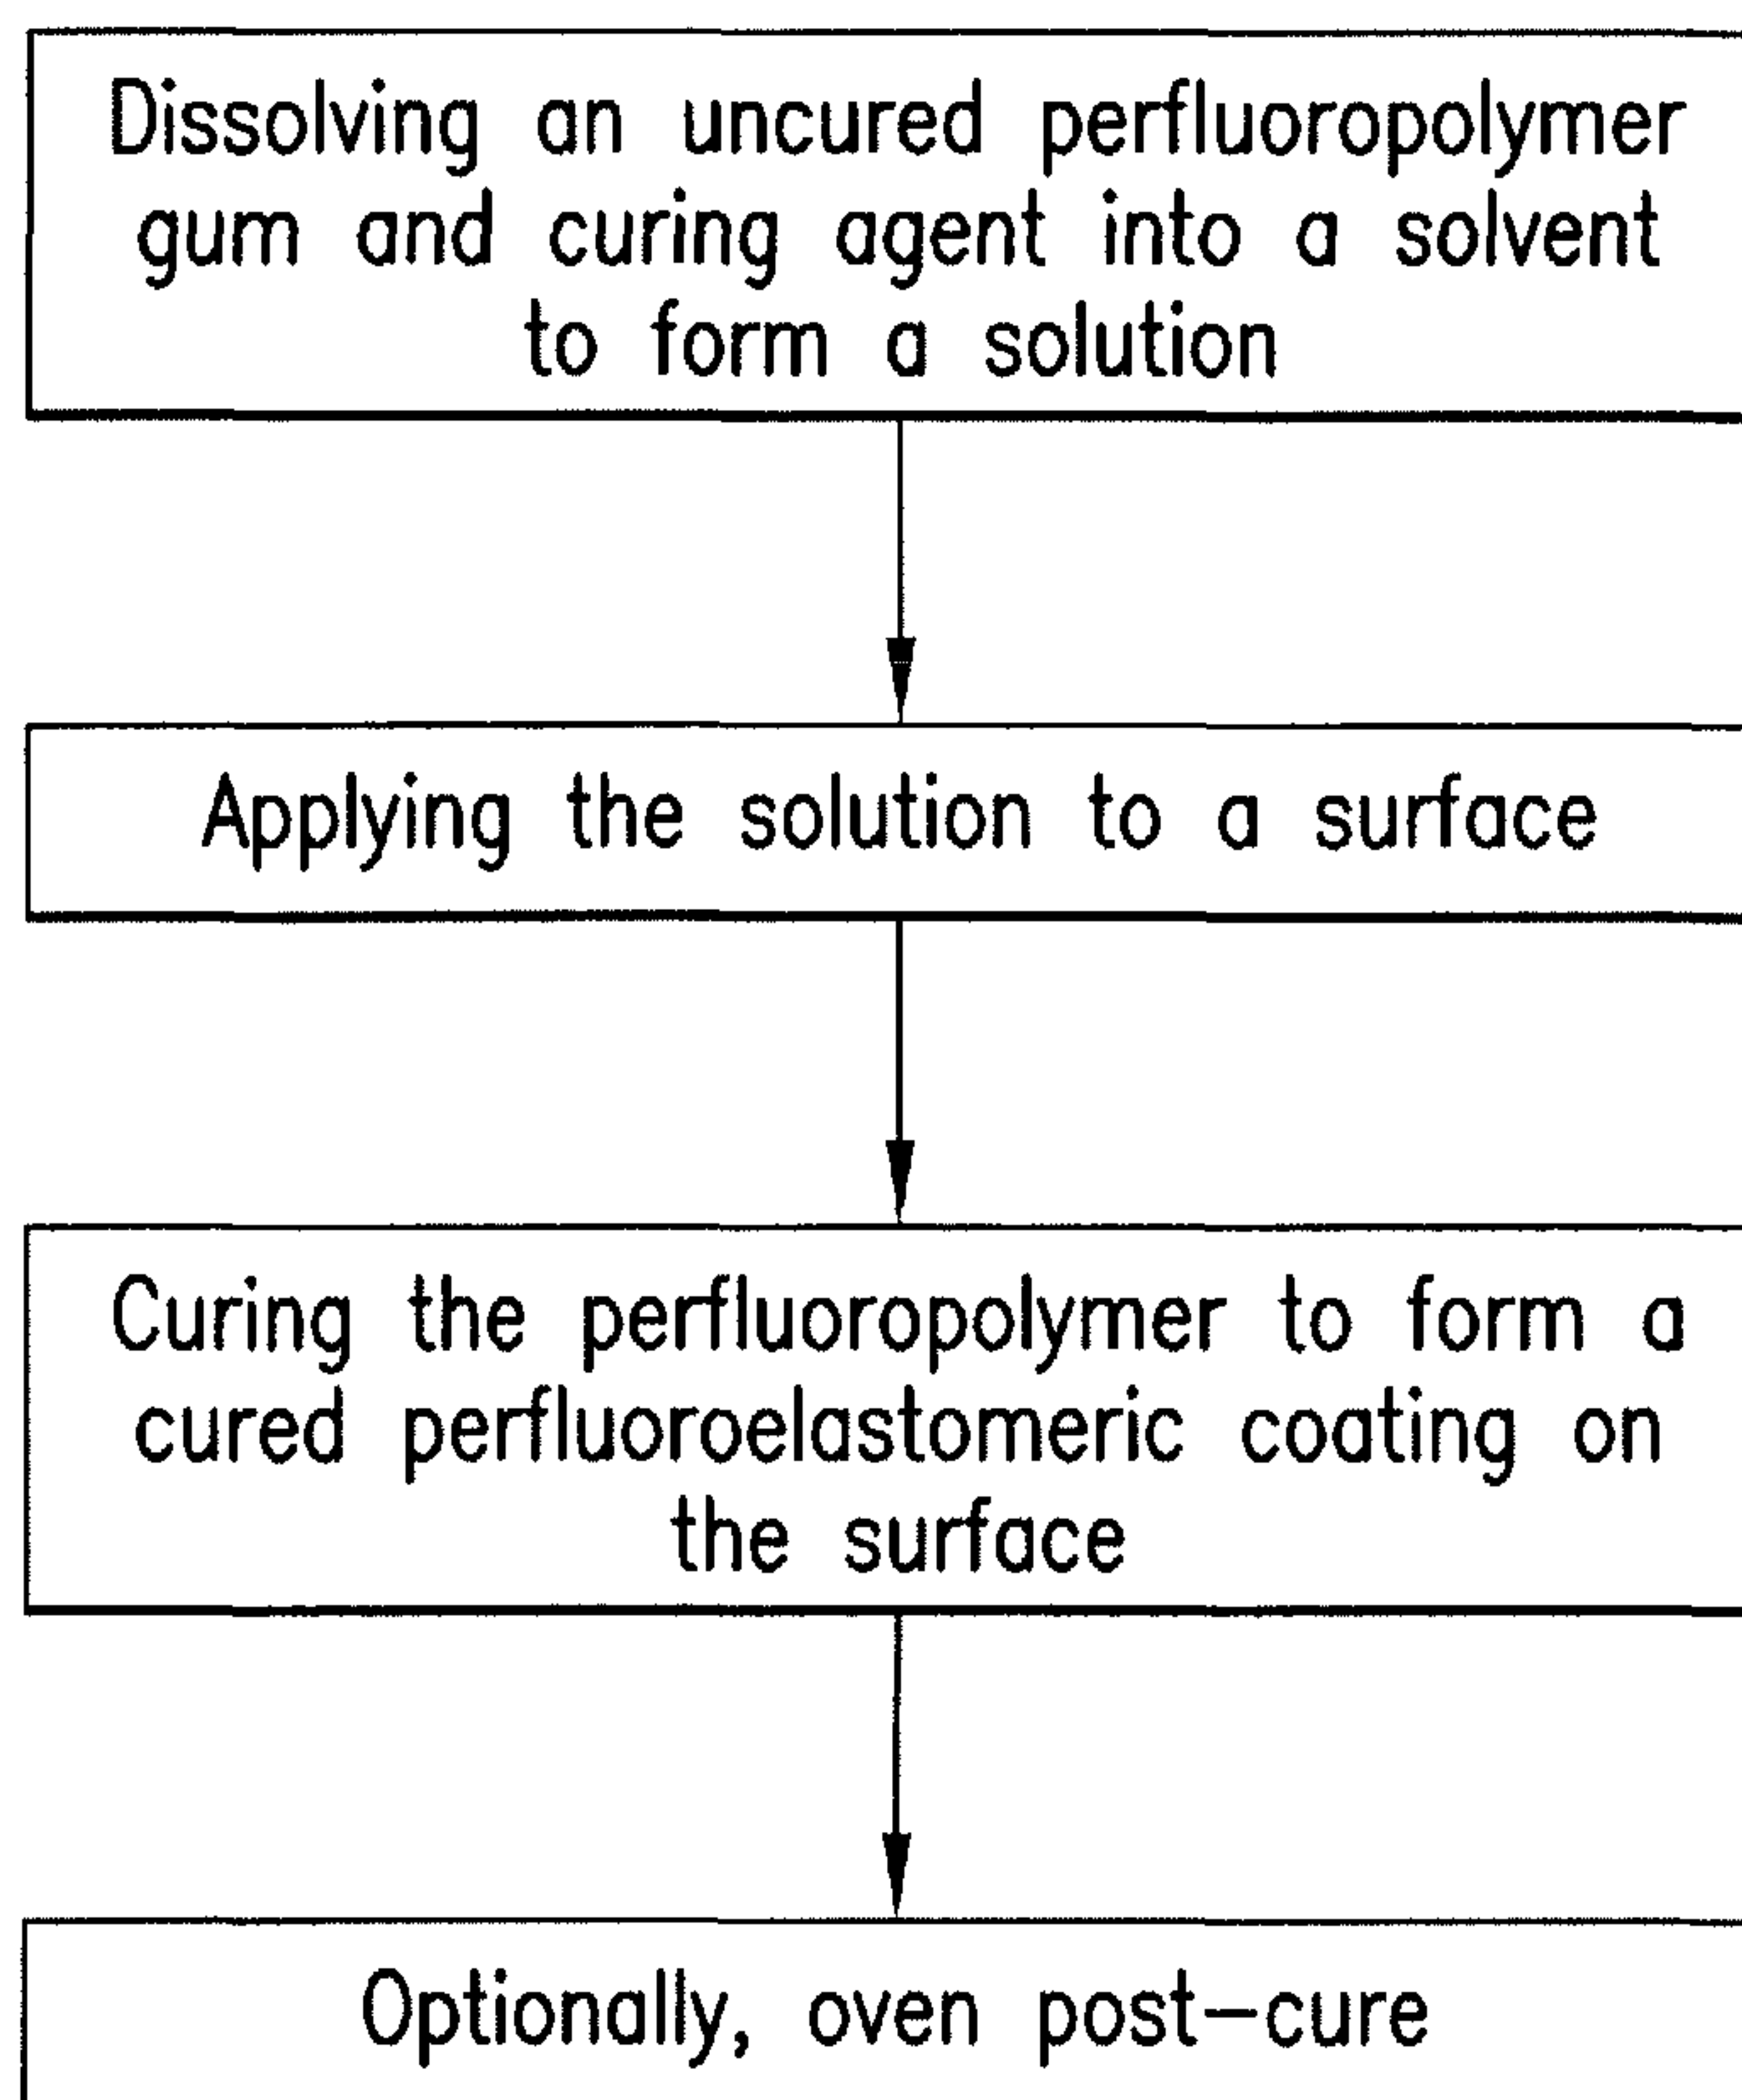 Dissolving an uncured perfluoropolymer
gum and curing agent into a solvent
to form a solution
Applying the solution to a surface
Curing the perfluoropolymer to form a
cured perfluoroelastomeric coating on
the surface
Optionally, oven post-cure